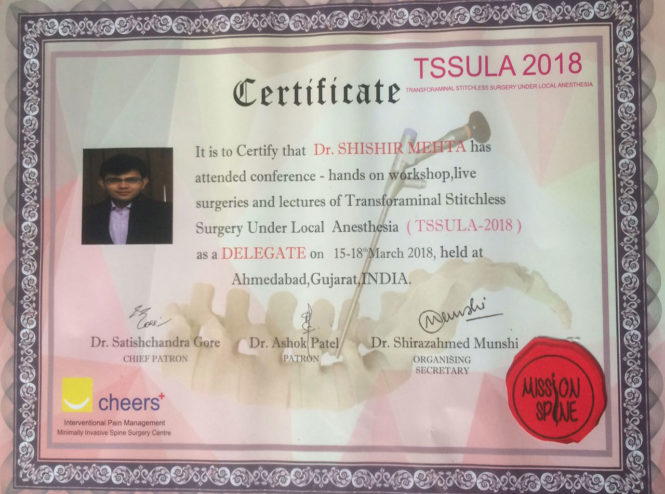 TSSULA 2018
TRANSFORAMINAL STITCHLESS SURGERY UNDER LOCAL ANESTHESIA
Certificate
It is to Certify that Dr. SHISHIR MEHTA has
attended conference - hands on workshop,live
surgeries and lectures of Transforaminal Stitchless
Surgery Under Local Anesthesia ( TSSULA-2018 )
as a DELEGATE on 15-18th March 2018, held at
Ahmedabad,Gujarat,INDIA.
Gore
Munshi
Dr. Satishchandra Gore Dr. Ashok Patel Dr. Shirazahmed Munshi
CHIEF PATRON PATRON ORGANISING
SECRETARY
cheers+
Interventional Pain Management
Minimally Invasive Spine Surgery Centre
MISSION
SPINE